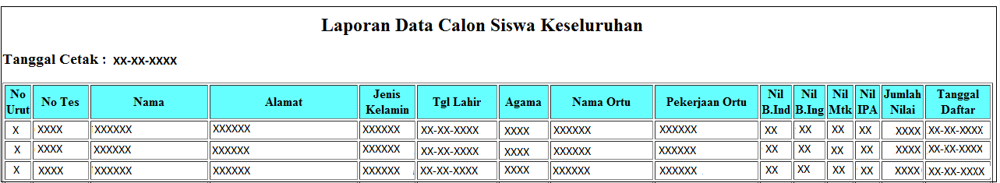 Laporan Data Calon Siswa Keseluruhan
Tanggal Cetak : XX-XX-XXXX
No Urut No Tes Nama Alamat Jenis Kelamin Tgl Lahir Agama Nama Ortu Pekerjaan Ortu Nil B.Ind Nil B.Ing Nil Mtk Nil IPA Jumlah Nilai Tanggal Daftar
X XXXX XXXXXX XXXXXX XXXXXX XX-XX-XXXX XXXX XXXXXX XXXXXX XX XX XX XX XXXX XX-XX-XXXX
X XXXX XXXXXX XXXXXX XXXXXX XX-XX-XXXX XXXX XXXXXX XXXXXX XX XX XX XX XXXX XX-XX-XXXX
X XXXX XXXXXX XXXXXX XXXXXX XX-XX-XXXX XXXX XXXXXX XXXXXX XX XX XX XX XXXX XX-XX-XXXX